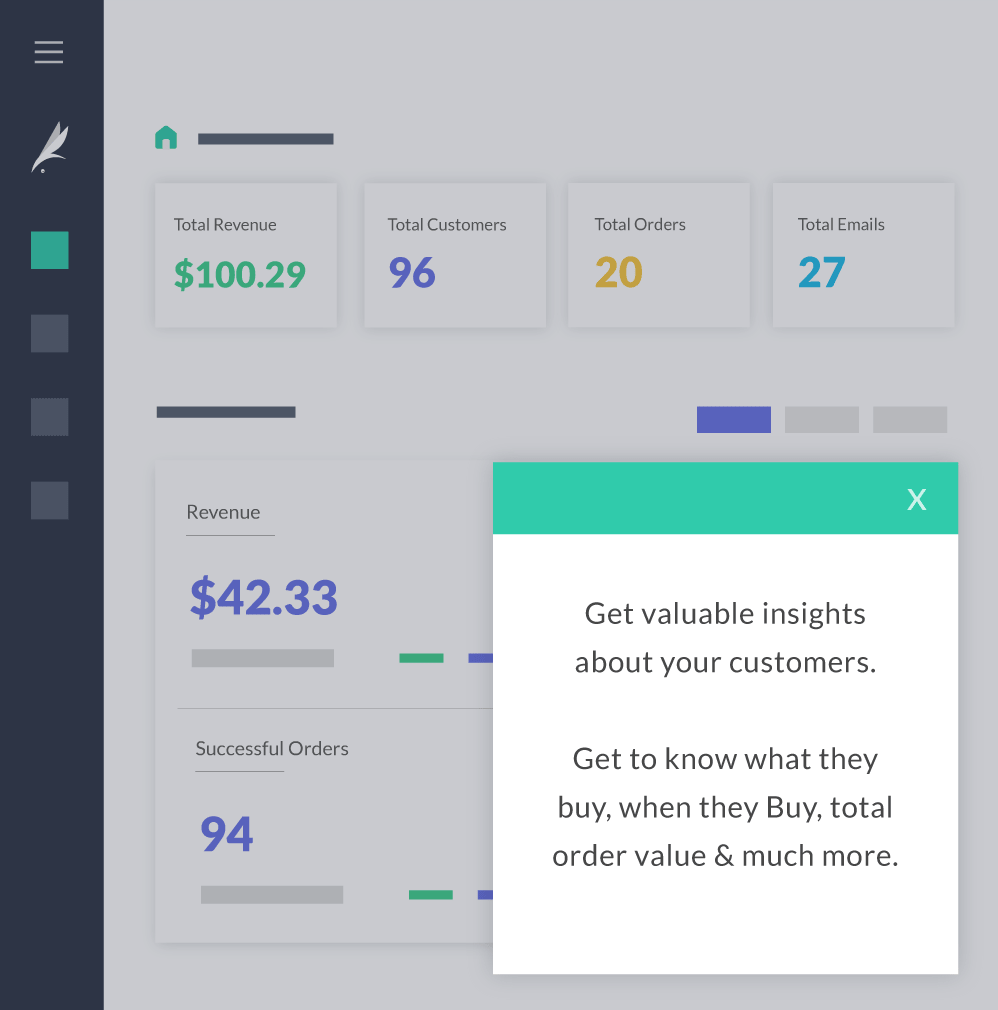 Total Revenue
$100.29
Total Customers
96
Total Orders
20
Total Emails
27
Revenue
$42.33
Successful Orders
94
X
Get valuable insights
about your customers.
Get to know what they
buy, when they Buy, total
order value & much more.